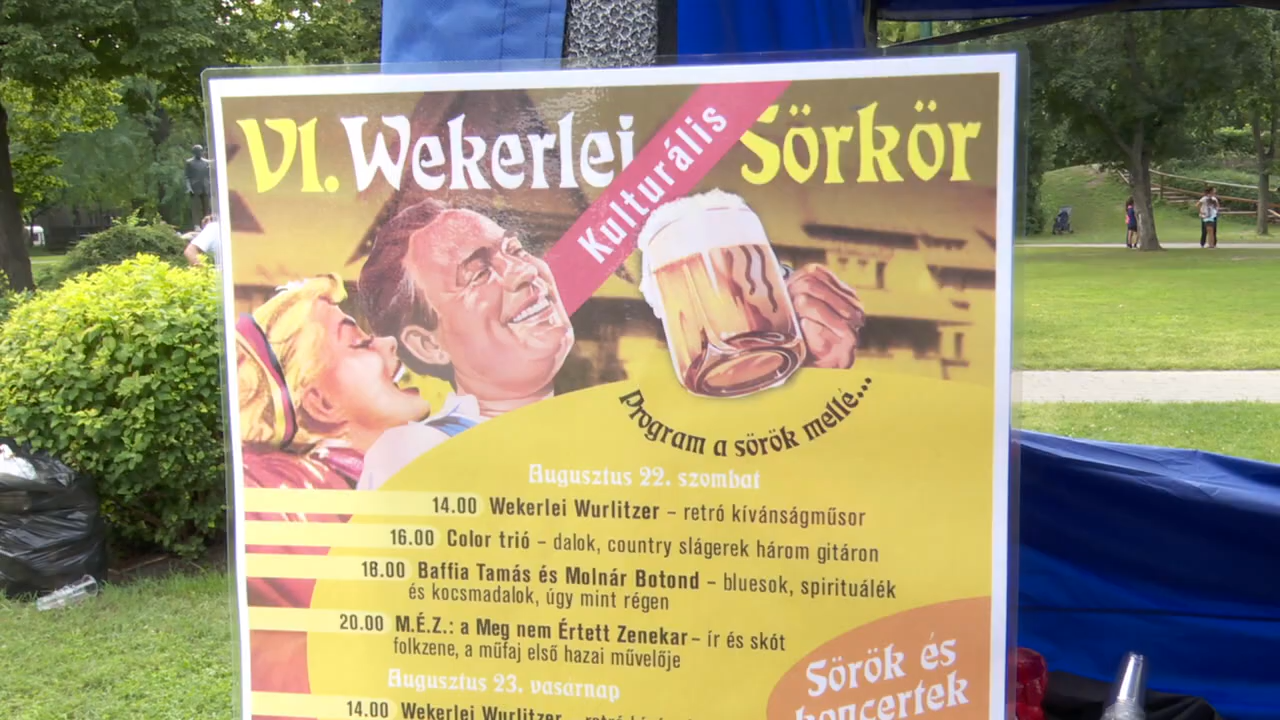 VI. Wekerlei Kulturális Sörkör
Program a sörök mellé...
Augusztus 22. szombat
14.00 Wekerlei Wurlitzer – retró kívánságműsor
16.00 Color trió – dalok, country slágerek három gitáron
18.00 Baffia Tamás és Molnár Botond – bluesok, spirituálék
és kocsmadalok, úgy mint régen
20.00 M.É.Z.: a Meg nem Értett Zenekar – ír és skót
folkzene, a műfaj első hazai művelője
Sörök és
koncertek
Augusztus 23. vasárnap
14.00 Wekerlei Wurlitzer – retró